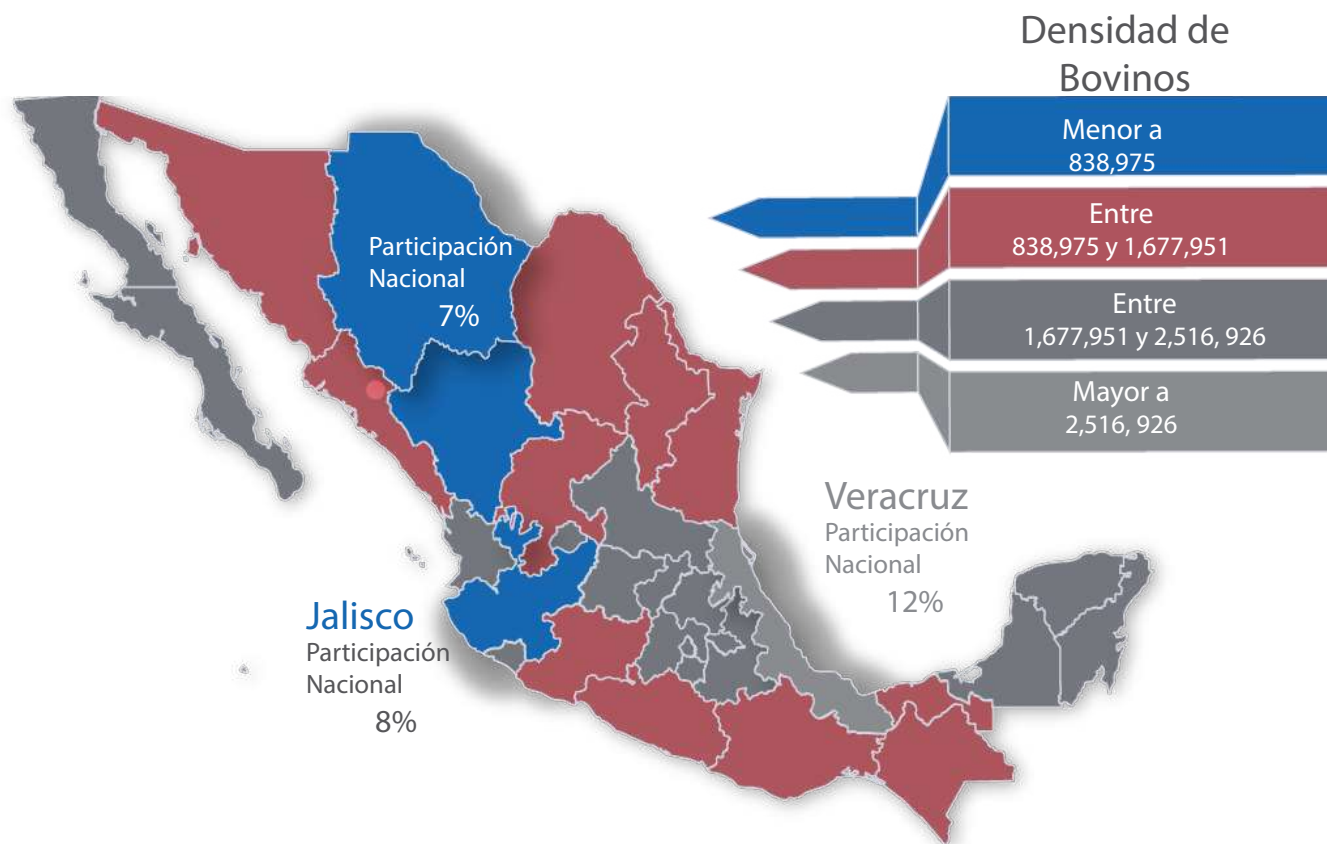 Densidad de
Bovinos
Menor a
838,975
Entre
838,975 y 1,677,951
Entre
1,677,951 y 2,516, 926
Mayor a
2,516, 926
Participación
Nacional
7%
Veracruz
Participación
Nacional
12%
Jalisco
Participación
Nacional
8%